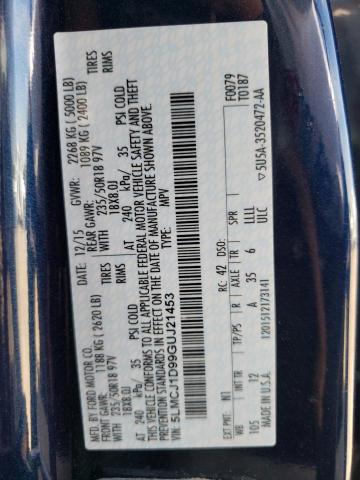 MFD. BY FORD MOTOR CO.
DATE: 12/15 GVWR: 2268 KG ( 5000 LB)
FRONT GAWR: REAR GAWR:
1188 KG ( 2620 LB) 1089 KG ( 2400 LB)
WITH WITH
235/50R18 97V TIRES 235/50R18 97V TIRES
18X8.0J RIMS 18X8.0J RIMS
AT 240 kPa/ 35 PSI COLD AT 240 kPa/ 35 PSI COLD
THIS VEHICLE CONFORMS TO ALL APPLICABLE FEDERAL MOTOR VEHICLE SAFETY
STANDARDS IN EFFECT ON THE DATE OF MANUFACTURE SHOWN ABOVE.
VIN: 5LMCJ1D99GUJ21453
TYPE: MPV
F0079
T0187
EXT PNT: N1 RC: 42 DSO:
WB INT TR TP/PS R AXLE TR SPR
105 12 A 35 6 LLLL
ULC
MADE IN U.S.A. 1201512173141
5U5A-3520472-AA